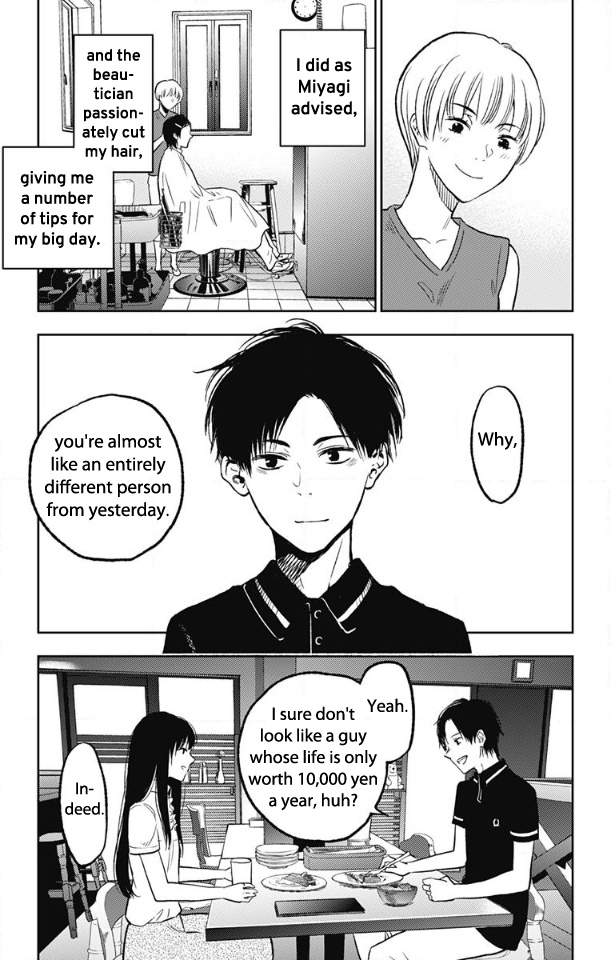 I did as
Miyagi
advised,
and the
beau-
tician
passion-
ately cut
my hair,
giving me
a number
of tips for
my big day.
Why,
you're almost
like an entirely
different person
from yesterday.
Yeah.
I sure don't
look like a guy
whose life is only
worth 10,000 yen
a year, huh?
In-
deed.